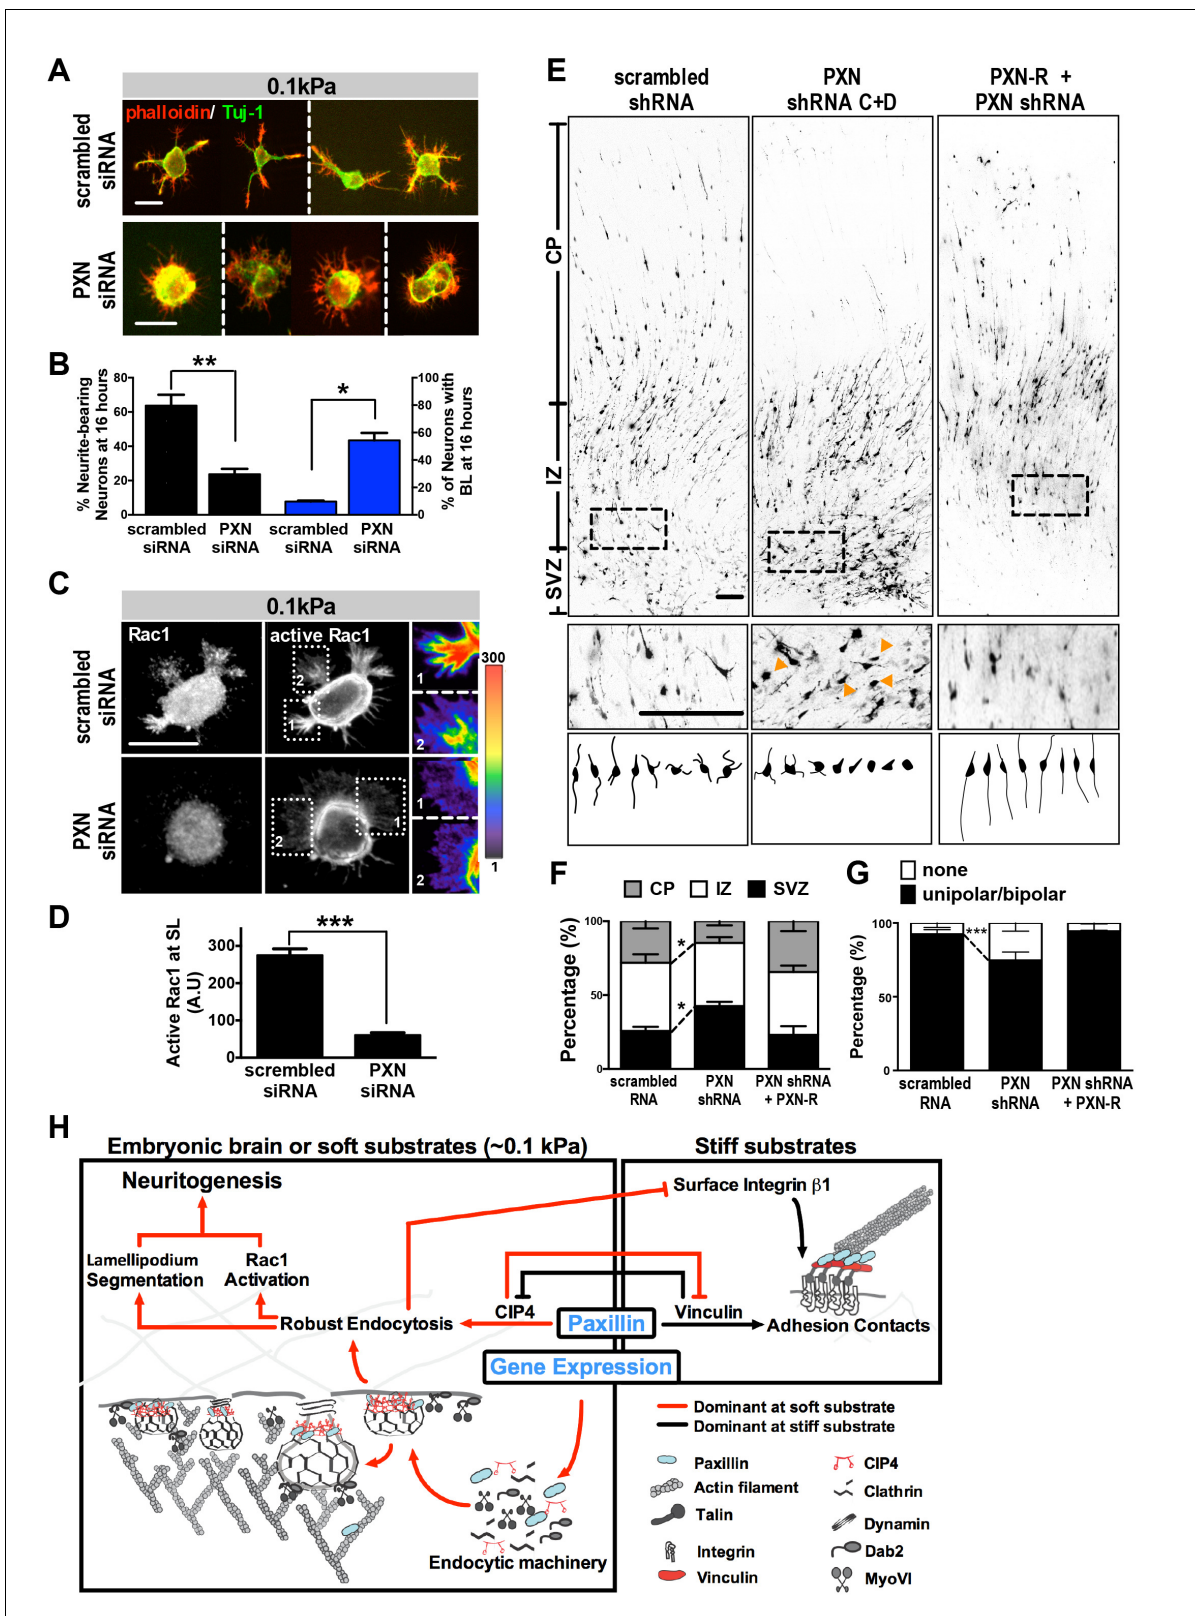 A
0.1kPa
phalloidin/ Tuj-1
scrambled
siRNA
PXN
siRNA
B
**
*
80
60
40
20
0
100
80
60
40
20
0
% Neurite-bearing
Neurons at 16 hours
% of Neurons with
BL at 16 hours
scrambled
siRNA
PXN
siRNA
scrambled
siRNA
PXN
siRNA
C
0.1kPa
Rac1
active Rac1
scrambled
siRNA
PXN
siRNA
2
1
1
2
1
2
1
2
300
1
D
***
300
200
100
0
Active Rac1 at SL
(A.U)
scrembled
siRNA
PXN
siRNA
E
scrambled
shRNA
PXN
shRNA C+D
PXN-R +
PXN shRNA
CP
IZ
SVZ
F
CP
IZ
SVZ
Percentage (%)
100
50
0
*
*
scrambled
RNA
PXN
shRNA
PXN shRNA
+ PXN-R
G
none
unipolar/bipolar
Percentage (%)
100
50
0
***
scrambled
RNA
PXN
shRNA
PXN shRNA
+ PXN-R
H
Embryonic brain or soft substrates (~0.1 kPa)
Stiff substrates
Neuritogenesis
Surface Integrin β1
Lamellipodium
Segmentation
Rac1
Activation
Robust Endocytosis
CIP4
Paxillin
Vinculin
Adhesion Contacts
Gene Expression
Endocytic machinery
Dominant at soft substrate
Dominant at stiff substrate
Paxillin
Actin filament
Talin
Integrin
Vinculin
CIP4
Clathrin
Dynamin
Dab2
MyoVI